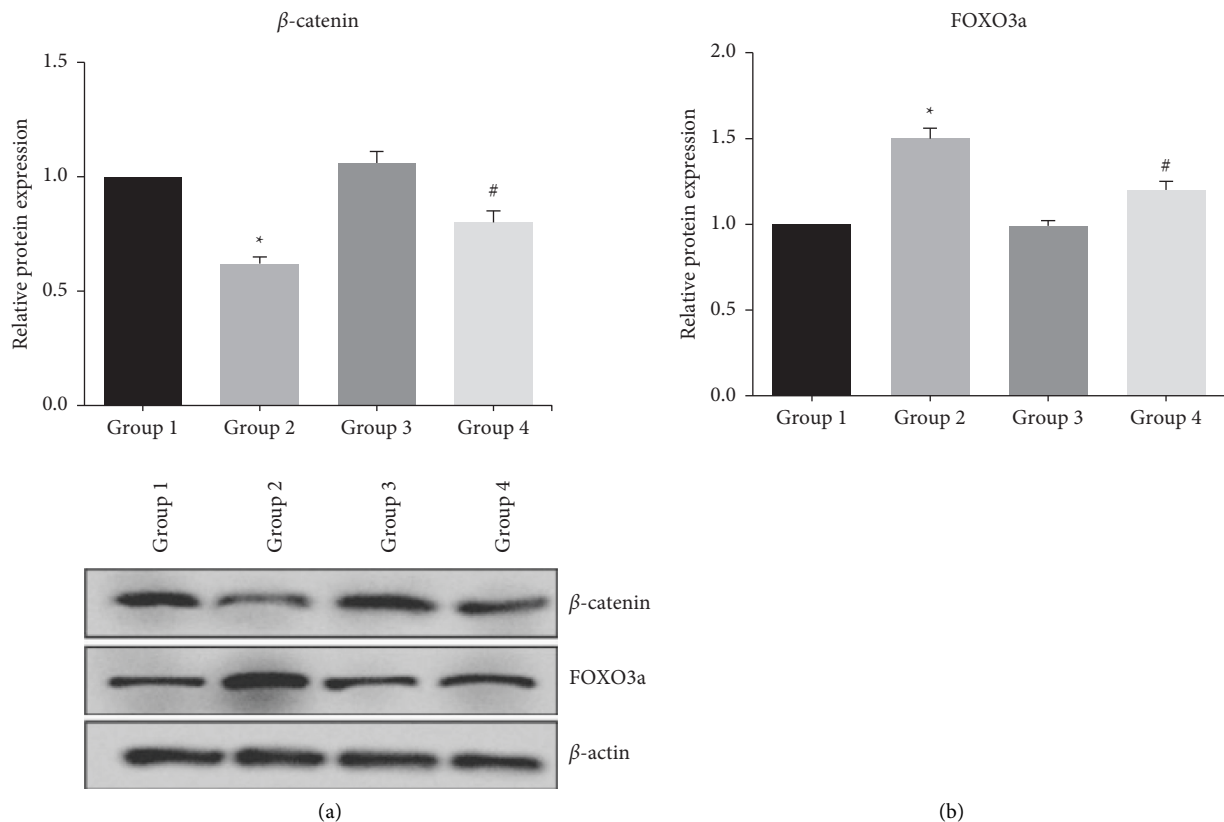 β-catenin
Relative protein expression
1.5
1.0
0.5
0.0
*
#
Group 1 Group 2 Group 3 Group 4
FOXO3a
Relative protein expression
2.0
1.5
1.0
0.5
0.0
*
#
Group 1 Group 2 Group 3 Group 4
Group 1
Group 2
Group 3
Group 4
β-catenin
FOXO3a
β-actin
(a)
(b)